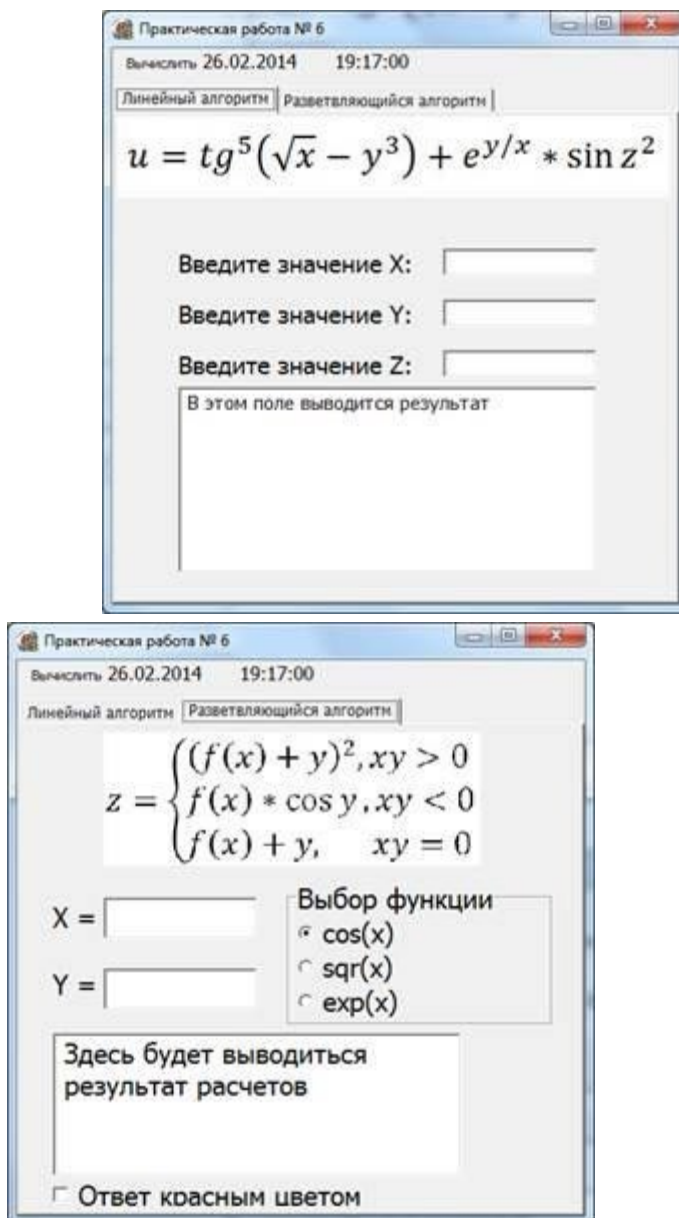 Практическая работа № 6
Вычислить 26.02.2014 19:17:00
Линейный алгоритм Разветвляющийся алгоритм
u = tg⁵(√x − y³) + e^{y/x} * sin z²
Введите значение X:
Введите значение Y:
Введите значение Z:
В этом поле выводится результат
Практическая работа № 6
Вычислить 26.02.2014 19:17:00
Линейный алгоритм Разветвляющийся алгоритм
(f(x) + y)², xy > 0
z = { f(x) * cos y , xy < 0
f(x) + y, xy = 0
Выбор функции
X =
cos(x)
sqr(x)
Y =
exp(x)
Здесь будет выводиться
результат расчетов
Ответ красным цветом